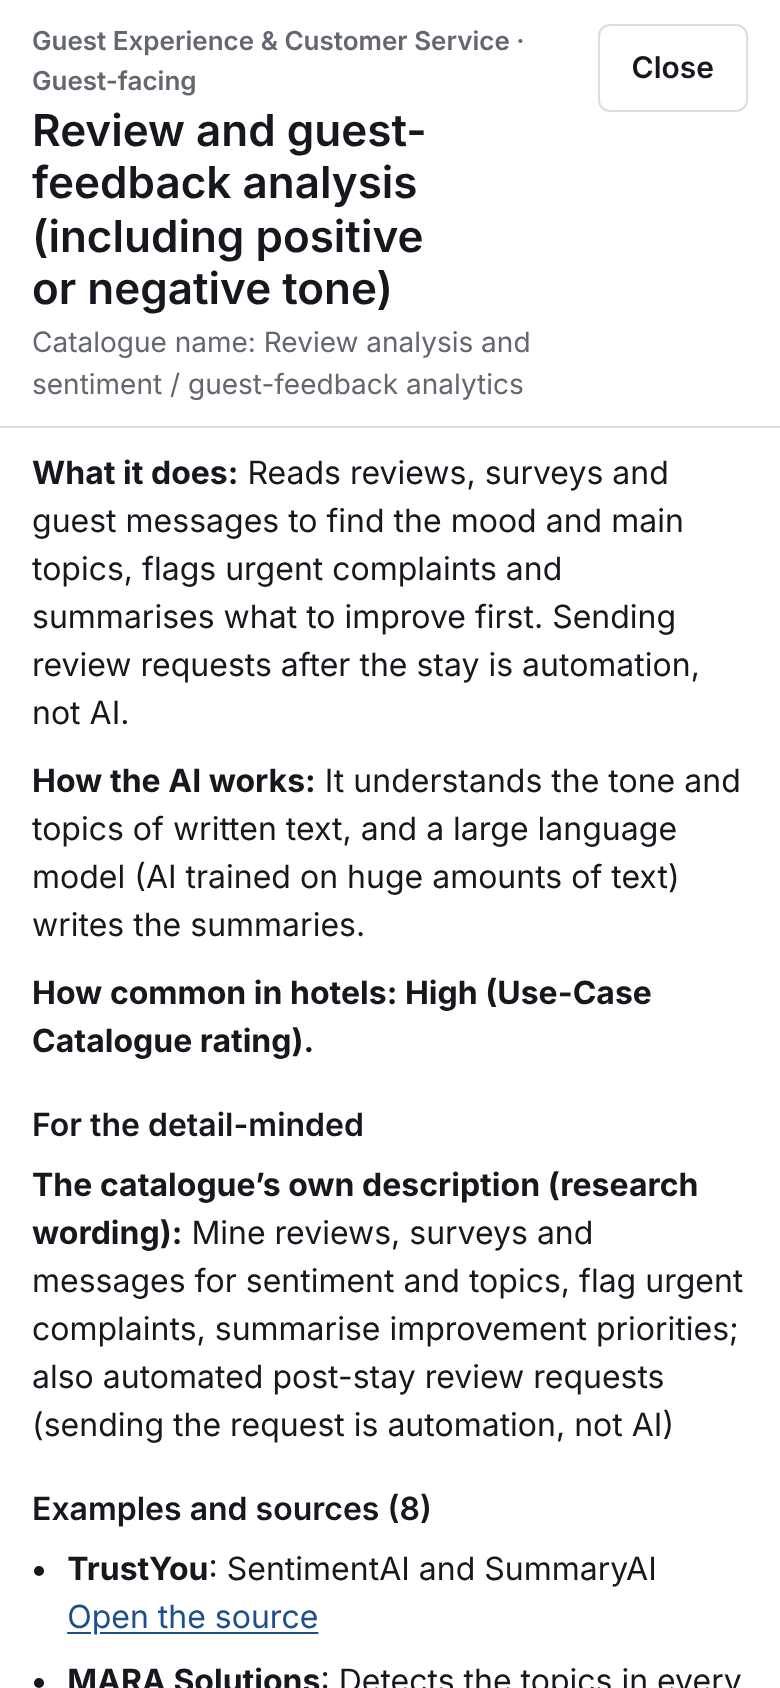 Guest Experience & Customer Service ·
Guest-facing
Close
Review and guest-
feedback analysis
(including positive
or negative tone)
Catalogue name: Review analysis and
sentiment / guest-feedback analytics
What it does: Reads reviews, surveys and
guest messages to find the mood and main
topics, flags urgent complaints and
summarises what to improve first. Sending
review requests after the stay is automation,
not AI.
How the AI works: It understands the tone and
topics of written text, and a large language
model (AI trained on huge amounts of text)
writes the summaries.
How common in hotels: High (Use-Case
Catalogue rating).
For the detail-minded
The catalogue’s own description (research
wording): Mine reviews, surveys and
messages for sentiment and topics, flag urgent
complaints, summarise improvement priorities;
also automated post-stay review requests
(sending the request is automation, not AI)
Examples and sources (8)
• TrustYou: SentimentAI and SummaryAI
Open the source
• MARA Solutions: Detects the topics in every